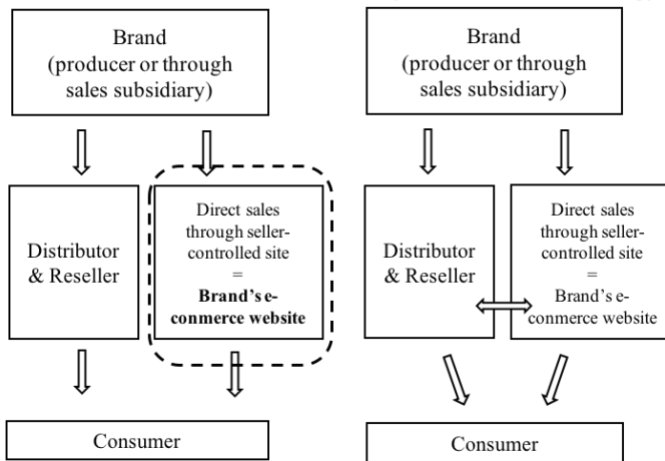 Brand
(producer or through
sales subsidiary)
Distributor
& Reseller
Direct sales
through seller-
controlled site
=
Brand's e-
conmerce website
Consumer
Brand
(producer or through
sales subsidiary)
Distributor
& Reseller
Direct sales
through seller-
controlled site
=
Brand's e-
conmerce website
Consumer